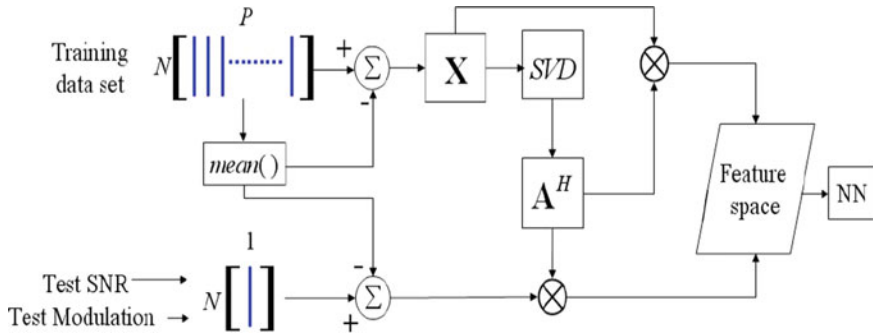 P
Training
data set
N
+
Σ
-
X
SVD
mean()
A^H
Feature
space
NN
1
-
Test SNR
Test Modulation
N
Σ
+